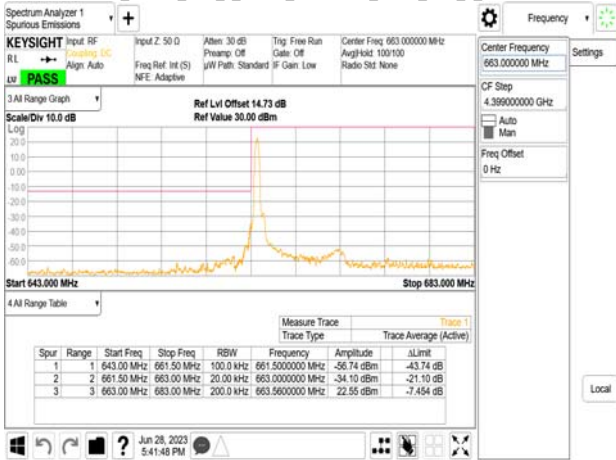 Spectrum Analyzer 1
Spurious Emissions
Frequency
KEYSIGHT
RL
LW PASS
Input: RF
Coupling: DC
Align: Auto
Input Z: 50 Ω
Freq Ref: Int (S)
NFE: Adaptive
Atten: 30 dB
Preamp: Off
µW Path: Standard
Trig: Free Run
Gate: Off
IF Gain: Low
Center Freq: 663.000000 MHz
Avg|Hold: 100/100
Radio Std: None
Center Frequency
663.000000 MHz
Settings
CF Step
4.399000000 GHz
Auto
Man
Freq Offset
0 Hz
Local
3 All Range Graph
Scale/Div 10.0 dB
Ref Lvl Offset 14.73 dB
Ref Value 30.00 dBm
Log
20.0
10.0
0.00
-10.0
-20.0
-30.0
-40.0
-50.0
-60.0
Start 643.000 MHz
Stop 683.000 MHz
4 All Range Table
Measure Trace Trace 1
Trace Type Trace Average (Active)
Spur Range Start Freq Stop Freq RBW Frequency Amplitude ΔLimit
1 1 643.00 MHz 661.50 MHz 100.0 kHz 661.5000000 MHz -56.74 dBm -43.74 dB
2 2 661.50 MHz 663.00 MHz 20.00 kHz 663.0000000 MHz -34.10 dBm -21.10 dB
3 3 663.00 MHz 683.00 MHz 200.0 kHz 663.5600000 MHz 22.55 dBm -7.454 dB
?
Jun 28, 2023
5:41:48 PM